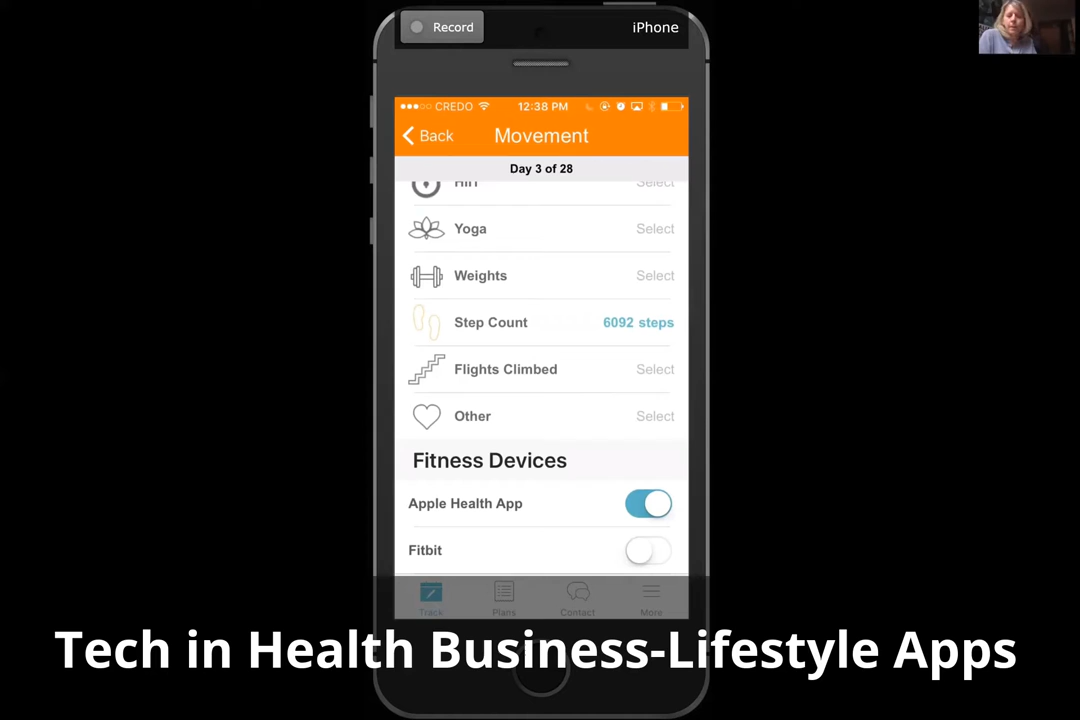 Record
iPhone
CREDO 12:38 PM
Back Movement
Day 3 of 28
Select
Yoga Select
Weights Select
Step Count 6092 steps
Flights Climbed Select
Other Select
Fitness Devices
Apple Health App
Fitbit
Track Plans Contact More
Tech in Health Business-Lifestyle Apps